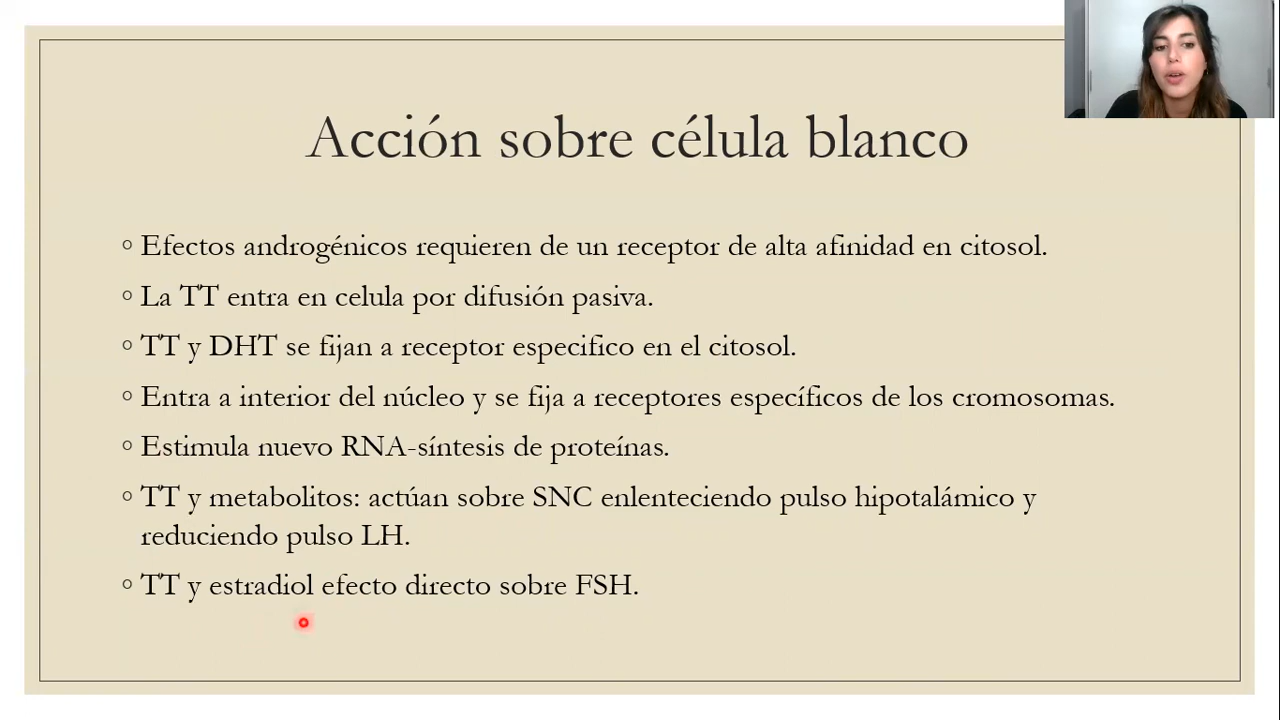 Acción sobre célula blanco
◦ Efectos androgénicos requieren de un receptor de alta afinidad en citosol.
◦ La TT entra en celula por difusión pasiva.
◦ TT y DHT se fijan a receptor especifico en el citosol.
◦ Entra a interior del núcleo y se fija a receptores específicos de los cromosomas.
◦ Estimula nuevo RNA-síntesis de proteínas.
◦ TT y metabolitos: actúan sobre SNC enlenteciendo pulso hipotalámico y
reduciendo pulso LH.
◦ TT y estradiol efecto directo sobre FSH.